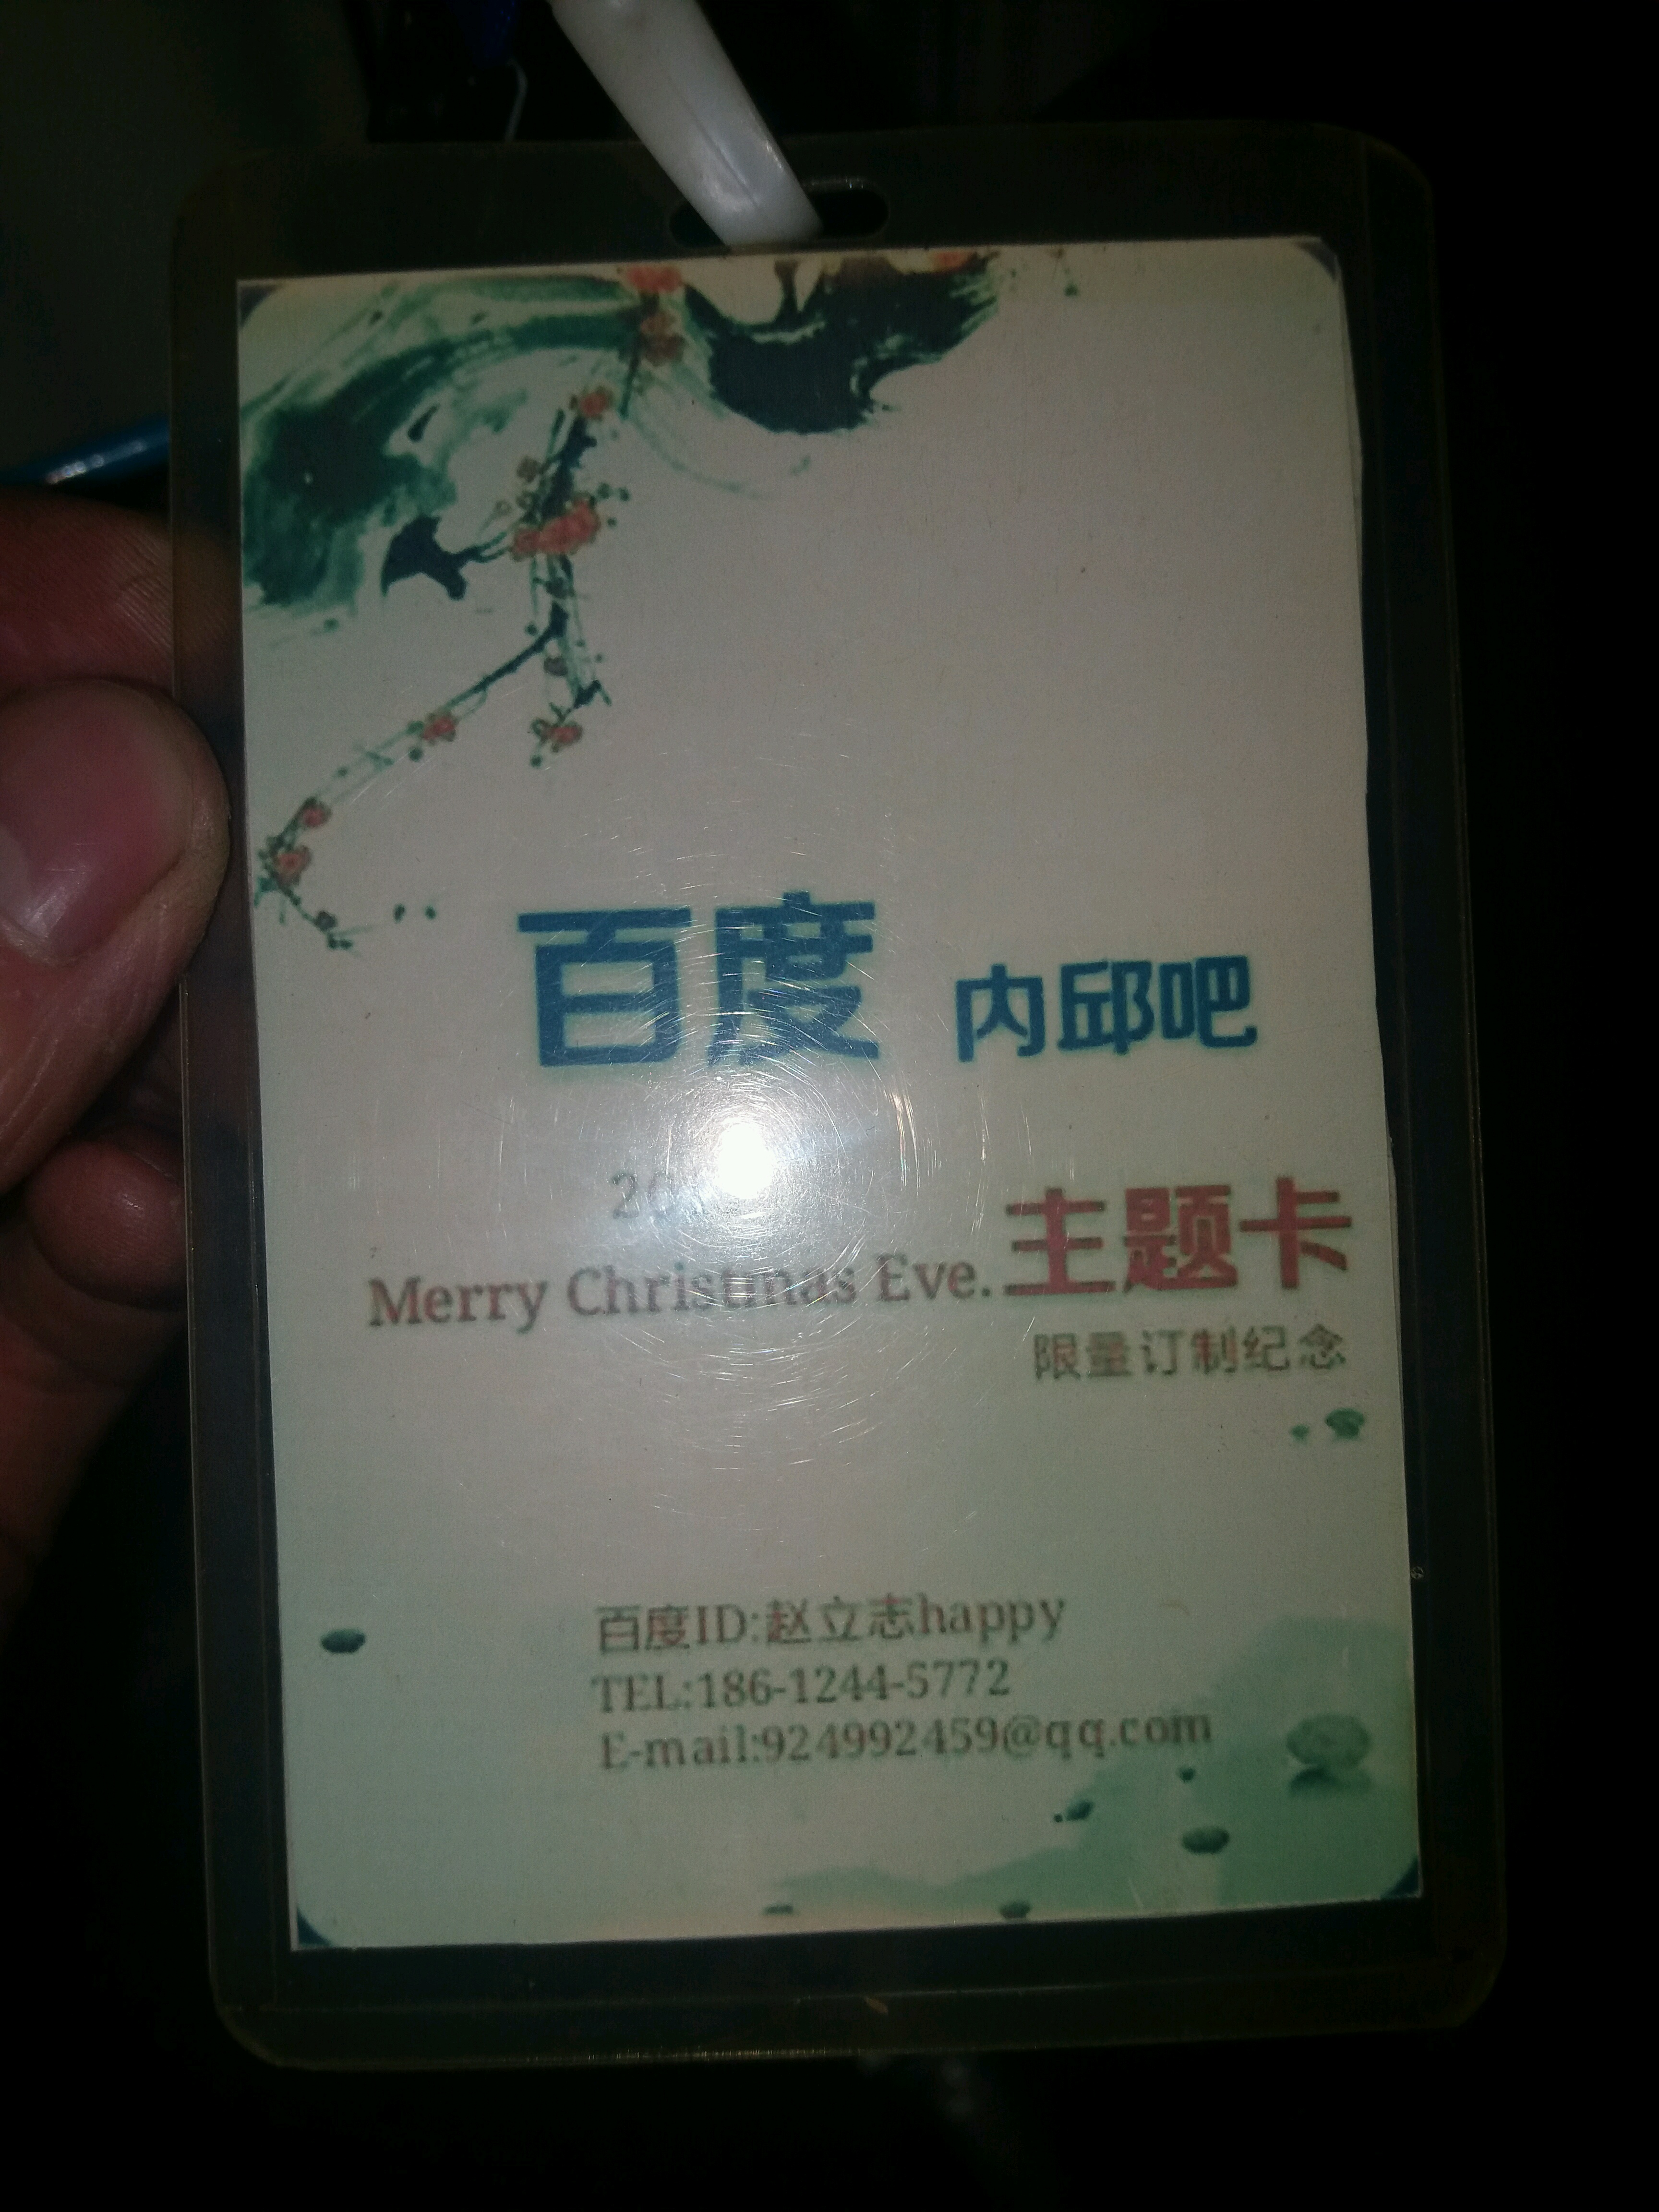 百度 内邱吧
Merry Christmas Eve. 主题卡
限量订制纪念
百度ID:赵立志happy
TEL:186-1244-5772
E-mail:924992459@qq.com